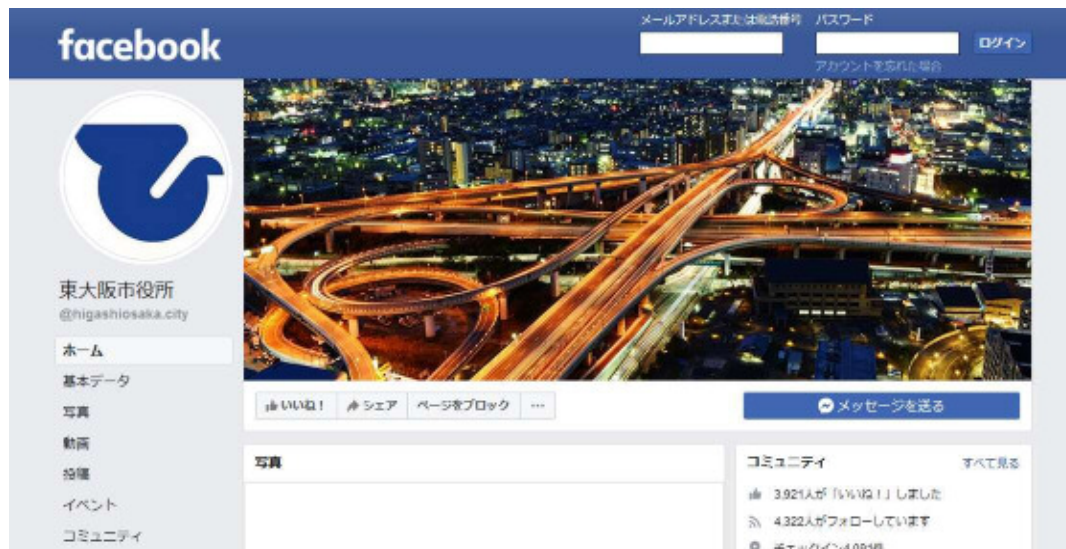 facebook
メールアドレスまたは電話番号
パスワード
ログイン
アカウントを忘れた場合
東大阪市役所
@higashiosaka.city
ホーム
基本データ
写真
動画
投稿
イベント
コミュニティ
いいね！
シェア
ページをブロック
...
メッセージを送る
写真
コミュニティ
すべて見る
3,921人が「いいね！」しました
4,322人がフォローしています